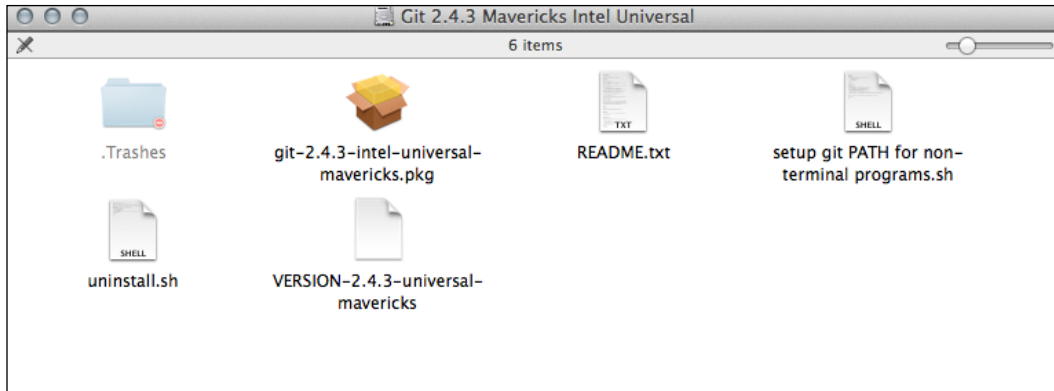 Git 2.4.3 Mavericks Intel Universal
6 items
.Trashes
git-2.4.3-intel-universal-
mavericks.pkg
TXT
README.txt
SHELL
setup git PATH for non-
terminal programs.sh
SHELL
uninstall.sh
VERSION-2.4.3-universal-
mavericks